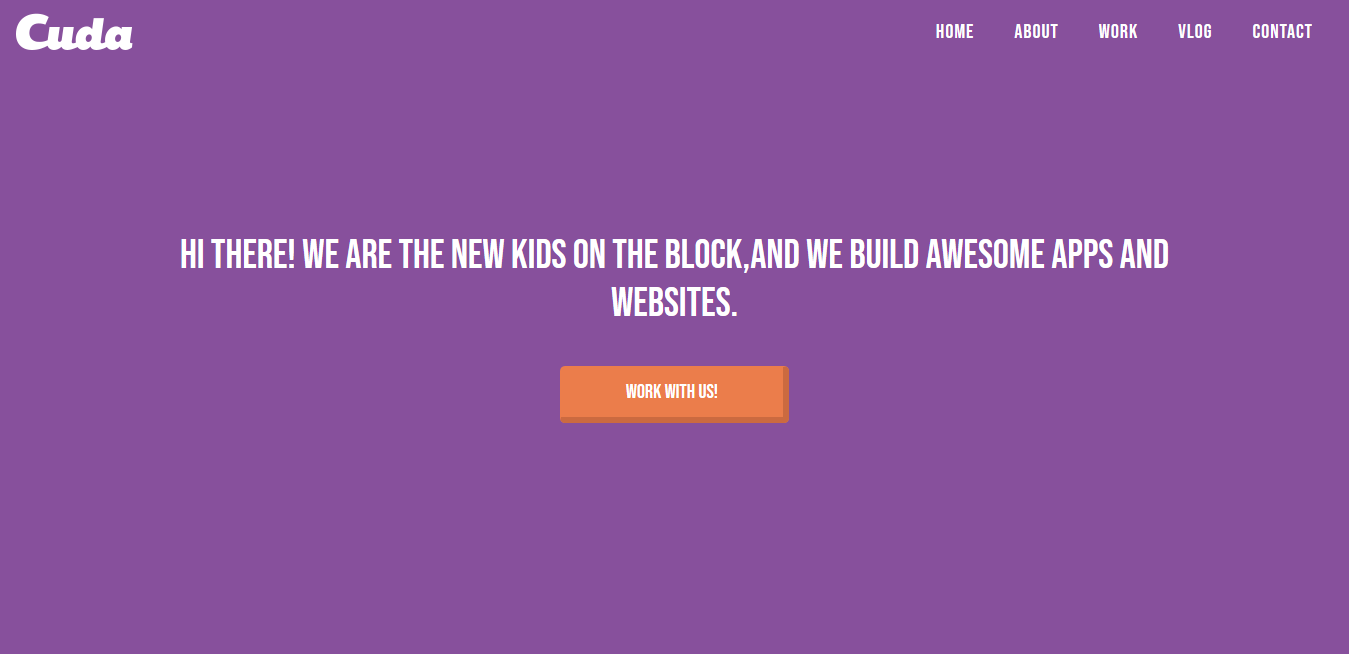 Cuda
HOME ABOUT WORK VLOG CONTACT
HI THERE! WE ARE THE NEW KIDS ON THE BLOCK,AND WE BUILD AWESOME APPS AND
WEBSITES.
WORK WITH US!